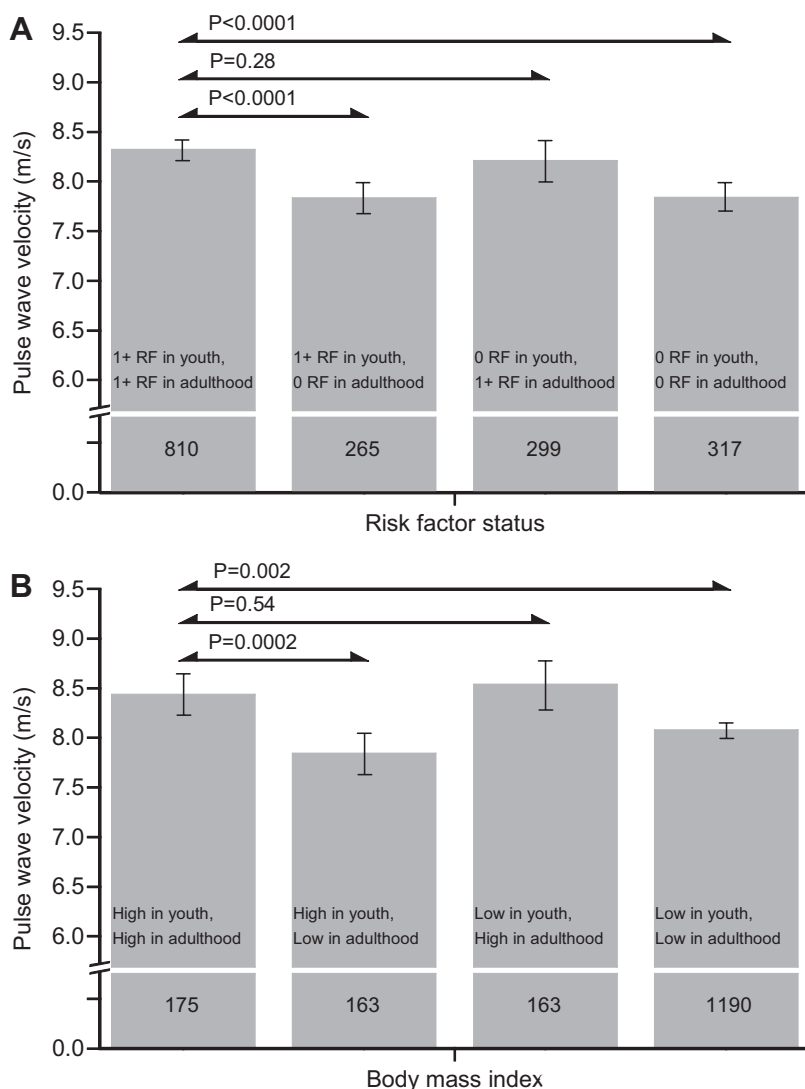 A
P<0.0001
P=0.28
P<0.0001
Pulse wave velocity (m/s)
9.5
9.0
8.5
8.0
7.5
7.0
6.5
6.0
0.0
1+ RF in youth,
1+ RF in adulthood
1+ RF in youth,
0 RF in adulthood
0 RF in youth,
1+ RF in adulthood
0 RF in youth,
0 RF in adulthood
810
265
299
317
Risk factor status
B
P=0.002
P=0.54
P=0.0002
Pulse wave velocity (m/s)
9.5
9.0
8.5
8.0
7.5
7.0
6.5
6.0
0.0
High in youth,
High in adulthood
High in youth,
Low in adulthood
Low in youth,
High in adulthood
Low in youth,
Low in adulthood
175
163
163
1190
Body mass index